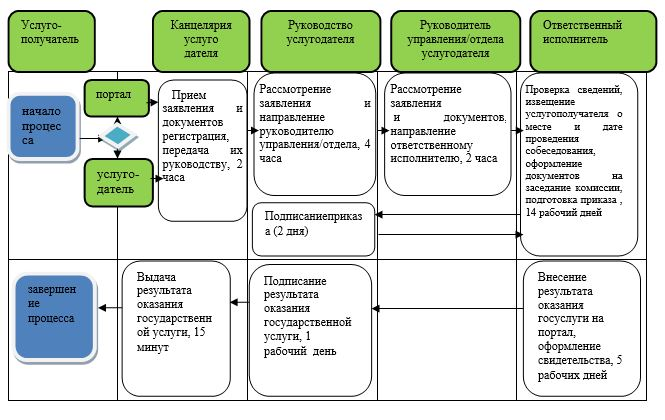 Услуго-
получатель
Канцелярия
услуго
дателя
Руководство
услугодателя
Руководитель
управления/отдела
услугодателя
Ответственный
исполнитель
начало
процес
са
портал
услуго-
датель
Прием
заявления и
документов
регистрация,
передача их
руководству, 2
часа
Рассмотрение
заявления и
направление
руководителю
управления/отдела, 4
часа
Рассмотрение
заявления
и документов,
направление
ответственному
исполнителю, 2 часа
Проверка сведений,
извещение
услугополучателя о
месте и дате
проведения
собеседования,
оформление
документов на
заседание комиссии,
подготовка приказа ,
14 рабочий дней
Подписаниеприказ
а (2 дня)
заверше
ние
процесса
Выдача
результата
оказания
государственн
ой услуги, 15
минут
Подписание
результата
оказания
государственной
услуги, 1
рабочий день
Внесение
результата
оказания
госуслуги на
портал,
оформление
свидетельства, 5
рабочих дней